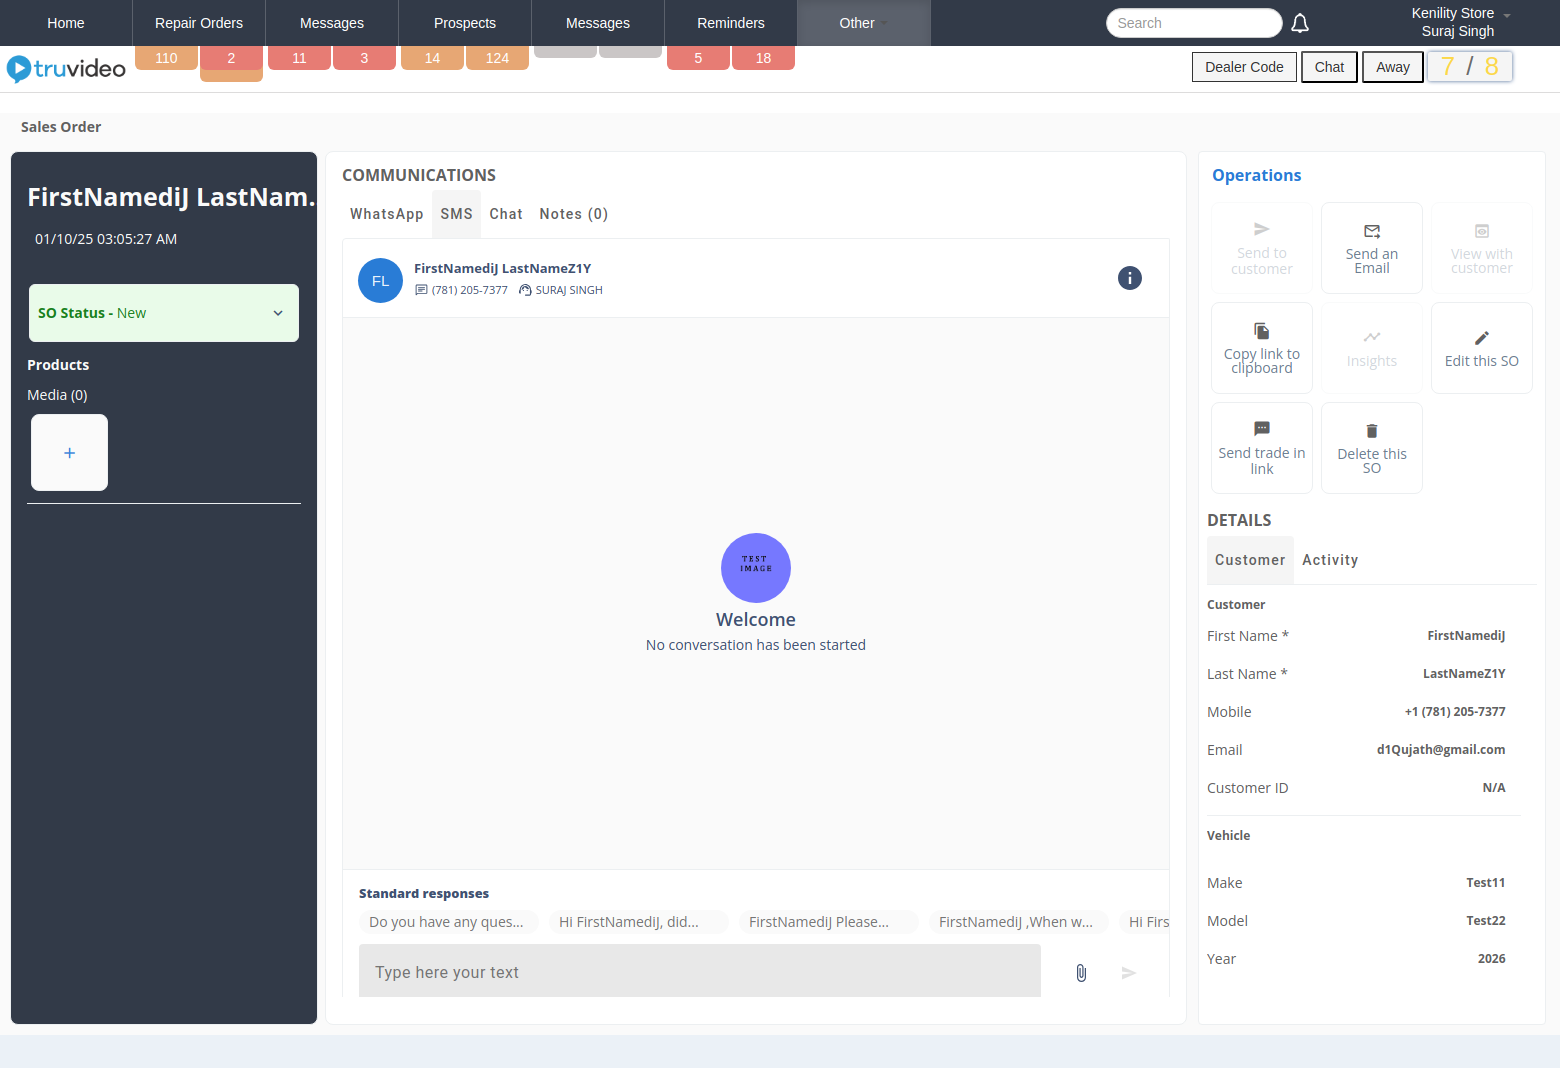 Home
Repair Orders
Messages
Prospects
Messages
Reminders
Other
Search
Kenility Store
Suraj Singh
truvideo
110
2
11
3
14
124
5
18
Dealer Code
Chat
Away
7 / 8
Sales Order
FirstNamediJ LastNam.
01/10/25 03:05:27 AM
SO Status - New
Products
Media (0)
+
COMMUNICATIONS
WhatsApp
SMS
Chat
Notes (0)
FL
FirstNamediJ LastNameZ1Y
(781) 205-7377
SURAJ SINGH
TEST
IMAGE
Welcome
No conversation has been started
Standard responses
Do you have any ques...
Hi FirstNamediJ, did...
FirstNamediJ Please...
FirstNamediJ ,When w...
Hi Firs
Type here your text
Operations
Send to
customer
Send an
Email
View with
customer
Copy link to
clipboard
Insights
Edit this SO
Send trade in
link
Delete this
SO
DETAILS
Customer
Activity
Customer
First Name *
FirstNamediJ
Last Name *
LastNameZ1Y
Mobile
+1 (781) 205-7377
Email
d1Qujath@gmail.com
Customer ID
N/A
Vehicle
Make
Test11
Model
Test22
Year
2026